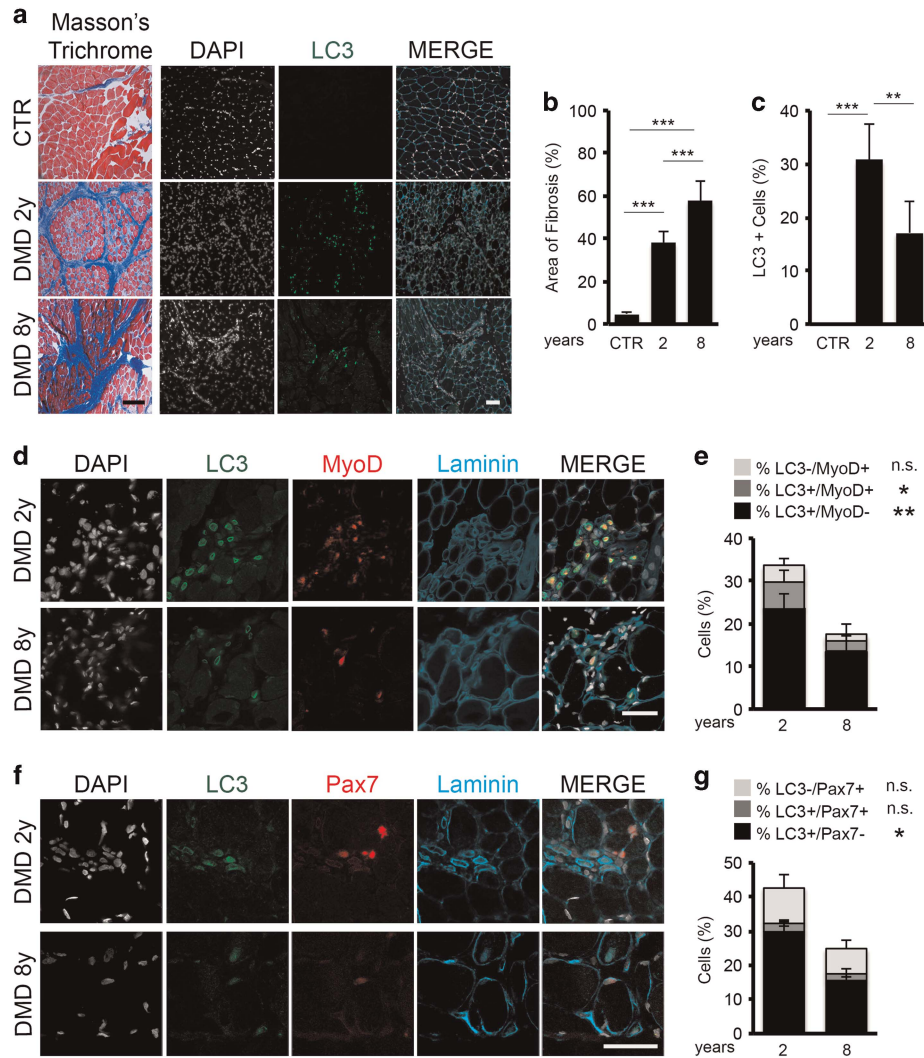 a
Masson's
Trichrome
DAPI
LC3
MERGE
CTR
DMD 2y
DMD 8y
b
Area of Fibrosis (%)
100
80
60
40
20
0
***
***
***
years
CTR
2
8
c
LC3 + Cells (%)
40
30
20
10
0
***
**
years
CTR
2
8
d
DAPI
LC3
MyoD
Laminin
MERGE
DMD 2y
DMD 8y
e
% LC3-/MyoD+ n.s.
% LC3+/MyoD+ *
% LC3+/MyoD- **
Cells (%)
40
30
20
10
0
years
2
8
f
DAPI
LC3
Pax7
Laminin
MERGE
DMD 2y
DMD 8y
g
% LC3-/Pax7+ n.s.
% LC3+/Pax7+ n.s.
% LC3+/Pax7- *
Cells (%)
50
40
30
20
10
0
years
2
8